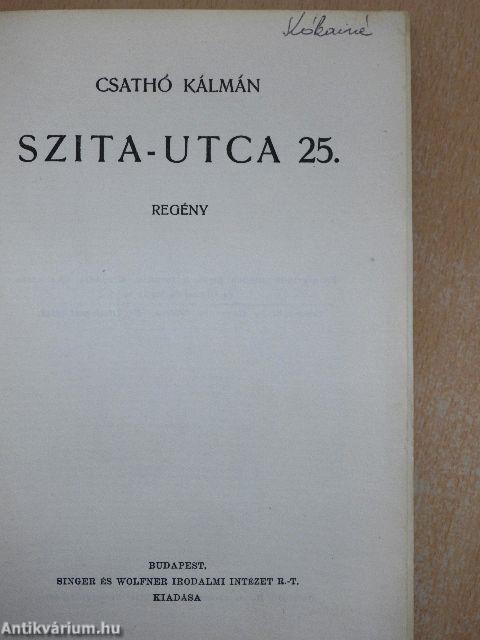 Kókainé
CSATHÓ KÁLMÁN
SZITA-UTCA 25.
REGÉNY
BUDAPEST,
SINGER ÉS WOLFNER IRODALMI INTÉZET R.-T.
KIADÁSA
Antikvárium.hu